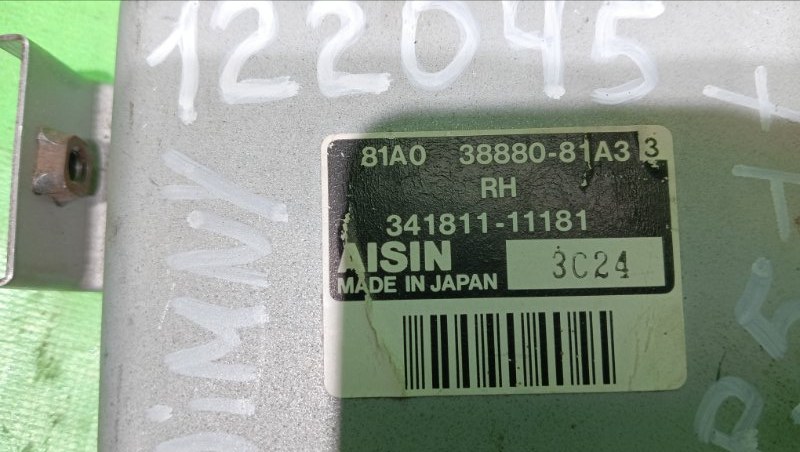 122045
81A0 38880-81A3 3
RH
341811-11181
AISIN 3C24
MADE IN JAPAN
JIMNY